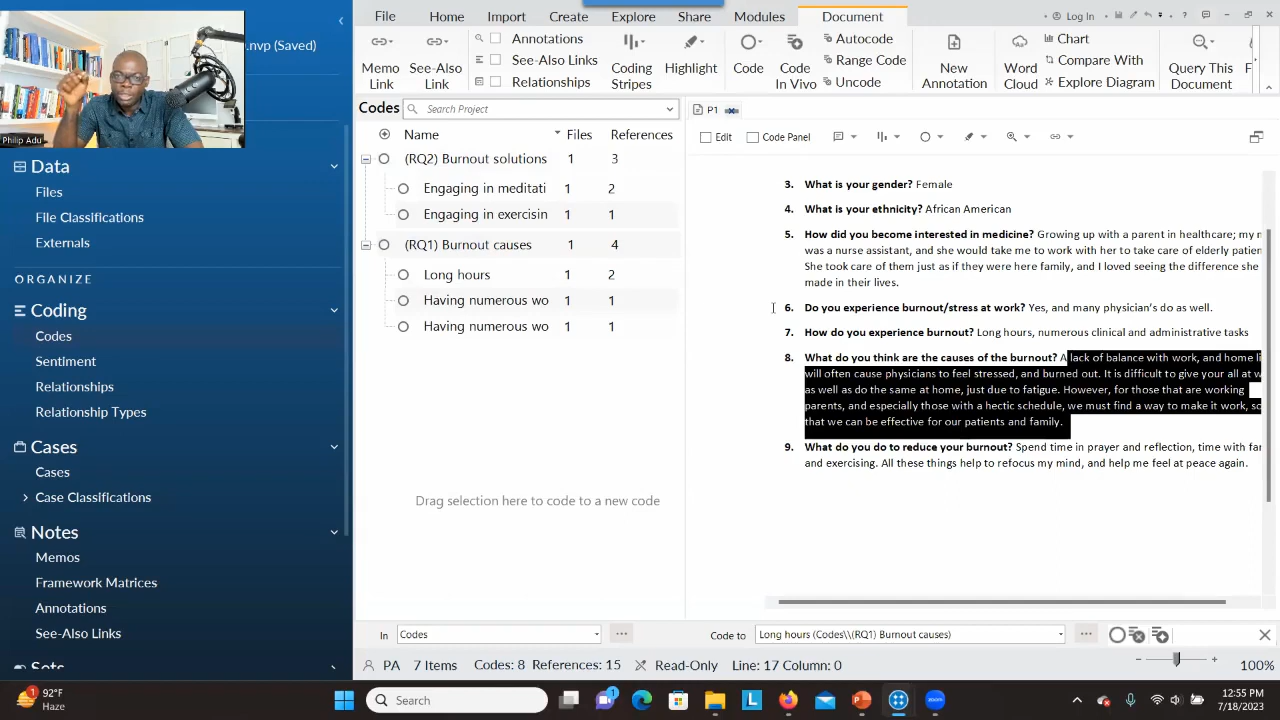 File Home Import Create Explore Share Modules Document Log In
.nvp (Saved)
Memo Link
See-Also Link
Annotations
See-Also Links
Relationships
Coding Stripes
Highlight
Code
Code In Vivo
Autocode
Range Code
Uncode
New Annotation
Word Cloud
Chart
Compare With
Explore Diagram
Query This Document
Philip Adu
Data
Files
File Classifications
Externals
ORGANIZE
Coding
Codes
Sentiment
Relationships
Relationship Types
Cases
Cases
Case Classifications
Notes
Memos
Framework Matrices
Annotations
See-Also Links
Sets
Codes Search Project
Name Files References
(RQ2) Burnout solutions 1 3
Engaging in meditati 1 2
Engaging in exercisin 1 1
(RQ1) Burnout causes 1 4
Long hours 1 2
Having numerous wo 1 1
Having numerous wo 1 1
Drag selection here to code to a new code
P1
Edit Code Panel
3. What is your gender? Female
4. What is your ethnicity? African American
5. How did you become interested in medicine? Growing up with a parent in healthcare; my
was a nurse assistant, and she would take me to work with her to take care of elderly
She took care of them just as if they were here family, and I loved seeing the difference she
made in their lives.
6. Do you experience burnout/stress at work? Yes, and many physician's do as well.
7. How do you experience burnout? Long hours, numerous clinical and administrative tasks
8. What do you think are the causes of the burnout? A lack of balance with work, and home
will often cause physicians to feel stressed, and burned out. It is difficult to give your all at
as well as do the same at home, just due to fatigue. However, for those that are working
parents, and especially those with a hectic schedule, we must find a way to make it work, so
that we can be effective for our patients and family.
9. What do you do to reduce your burnout? Spend time in prayer and reflection, time with
and exercising. All these things help to refocus my mind, and help me feel at peace again.
In Codes Code to Long hours (Codes\\(RQ1) Burnout causes)
PA 7 Items Codes: 8 References: 15 Read-Only Line: 17 Column: 0 100%
92°F
Haze
1
Search
1
12:55 PM
7/18/2023